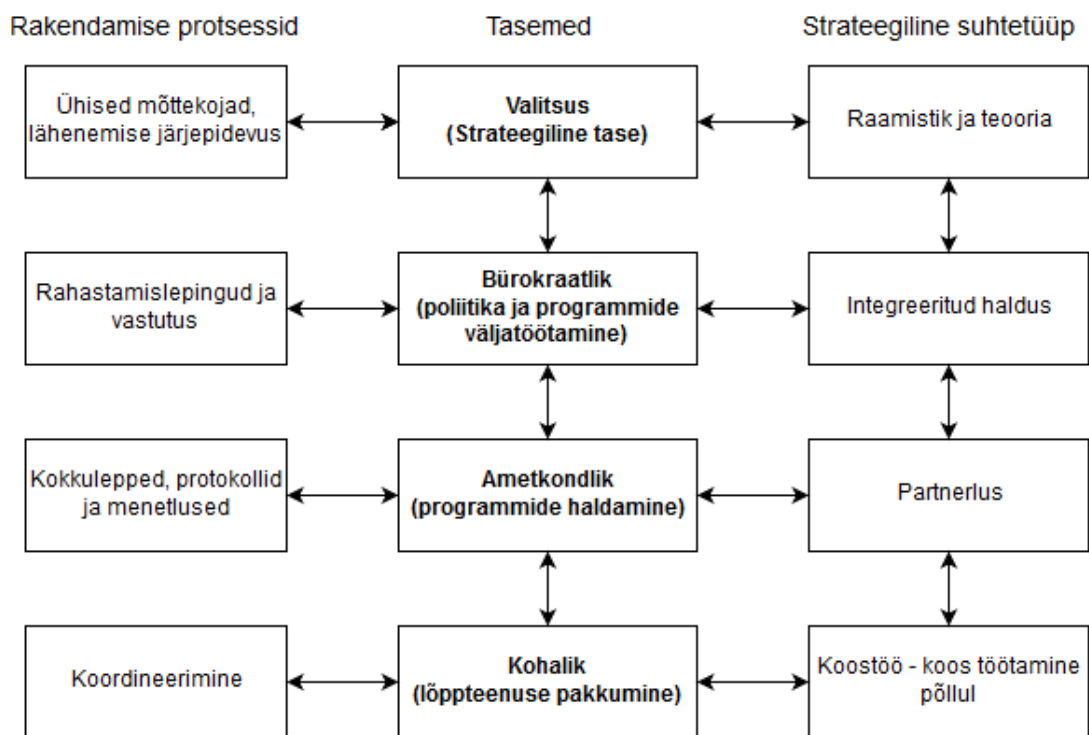 Rakendamise protsessid
Tasemed
Strateegiline suhtetüüp
Ühised mõttekojad,
lähenemise järjepidevus
Valitsus
(Strateegiline tase)
Raamistik ja teooria
Rahastamislepingud ja
vastutus
Bürokraatlik
(poliitika ja programmide
väljatöötamine)
Integreeritud haldus
Kokkulepped, protokollid
ja menetlused
Ametkondlik
(programmide haldamine)
Partnerlus
Koordineerimine
Kohalik
(lõppteenuse pakkumine)
Koostöö - koos töötamine
põllul